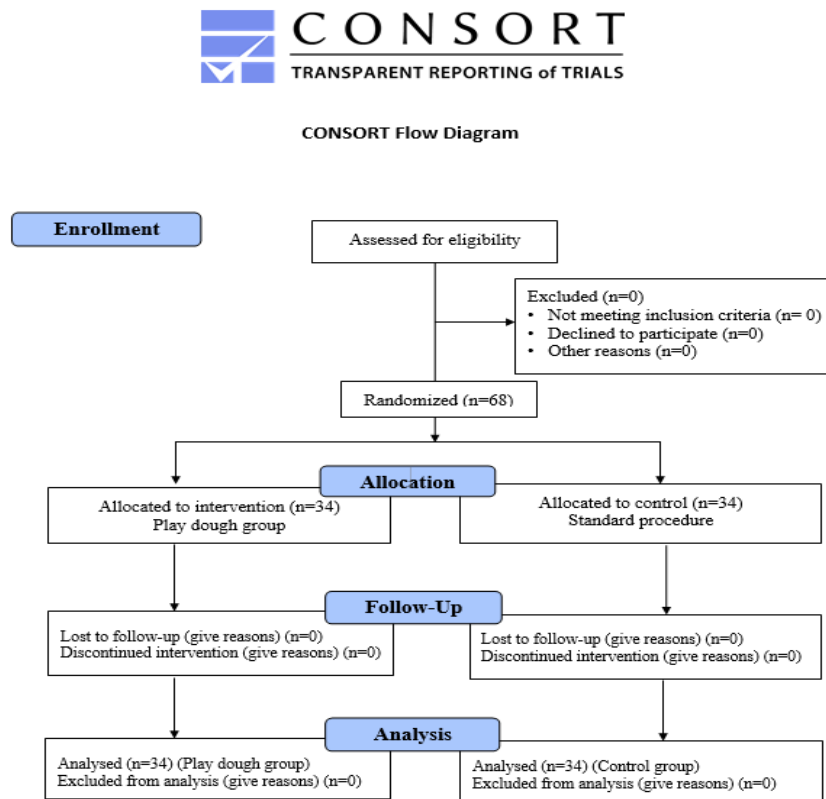 CONSORT
TRANSPARENT REPORTING of TRIALS
CONSORT Flow Diagram
Enrollment
Assessed for eligibility
Excluded (n=0)
• Not meeting inclusion criteria (n= 0)
• Declined to participate (n=0)
• Other reasons (n=0)
Randomized (n=68)
Allocation
Allocated to intervention (n=34)
Play dough group
Allocated to control (n=34)
Standard procedure
Follow-Up
Lost to follow-up (give reasons) (n=0)
Discontinued intervention (give reasons) (n=0)
Lost to follow-up (give reasons) (n=0)
Discontinued intervention (give reasons) (n=0)
Analysis
Analysed (n=34) (Play dough group)
Excluded from analysis (give reasons) (n=0)
Analysed (n=34) (Control group)
Excluded from analysis (give reasons) (n=0)